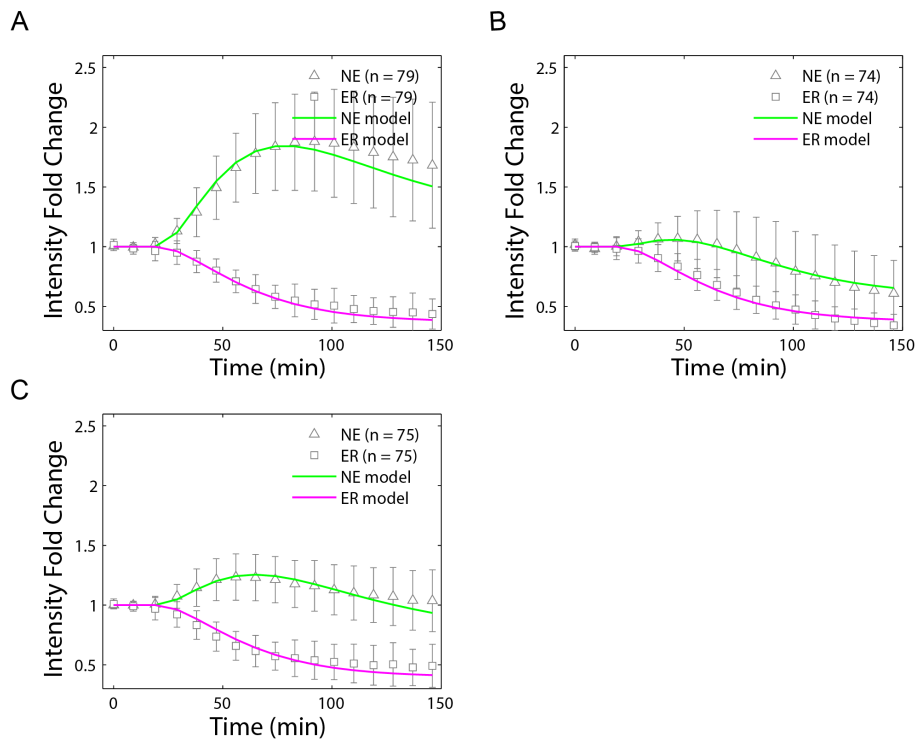 A
Intensity Fold Change
2.5
2
1.5
1
0.5
NE (n = 79)
ER (n = 79)
NE model
ER model
0
50
100
150
Time (min)
B
Intensity Fold Change
2.5
2
1.5
1
0.5
NE (n = 74)
ER (n = 74)
NE model
ER model
0
50
100
150
Time (min)
C
Intensity Fold Change
2.5
2
1.5
1
0.5
NE (n = 75)
ER (n = 75)
NE model
ER model
0
50
100
150
Time (min)